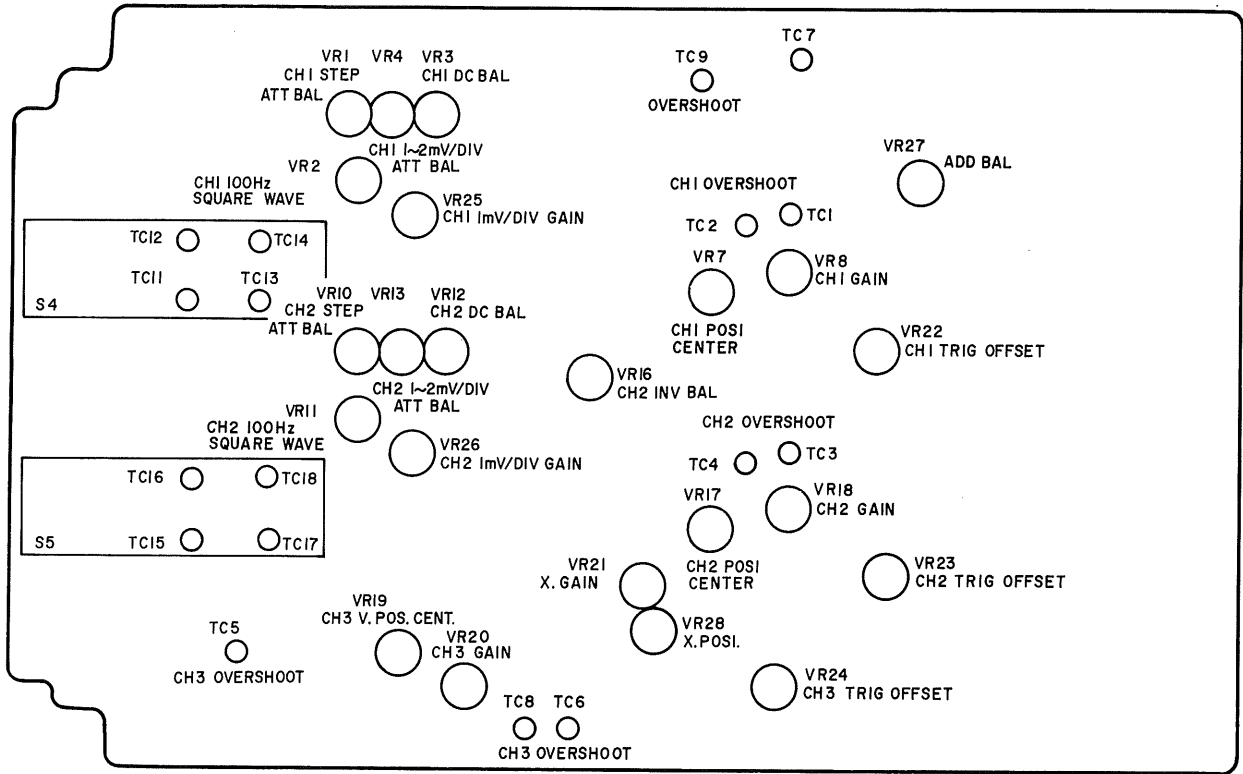 TC7
TC9
OVERSHOOT
VR1 VR4 VR3
CH1 STEP CH1 DC BAL
ATT BAL
CH1 1~2mV/DIV
ATT BAL
VR2
CH1 100Hz
SQUARE WAVE
VR25
CH1 1mV/DIV GAIN
VR27
ADD BAL
CH1 OVERSHOOT
TC2
TC1
TC12
TC14
TC11
TC13
S4
VR7
VR8
CH1 GAIN
CH1 POSI
CENTER
VR10 VR13 VR12
CH2 STEP CH2 DC BAL
ATT BAL
CH2 1~2mV/DIV
ATT BAL
VR22
CH1 TRIG OFFSET
VR16
CH2 INV BAL
VR11
CH2 100Hz
SQUARE WAVE
VR26
CH2 1mV/DIV GAIN
CH2 OVERSHOOT
TC4
TC3
TC16
TC18
TC15
TC17
S5
VR17
VR18
CH2 GAIN
CH2 POSI
CENTER
VR21
X. GAIN
VR23
CH2 TRIG OFFSET
VR28
X.POSI.
VR19
CH3 V. POS. CENT.
VR20
CH3 GAIN
TC5
CH3 OVERSHOOT
VR24
CH3 TRIG OFFSET
TC8 TC6
CH3 OVERSHOOT